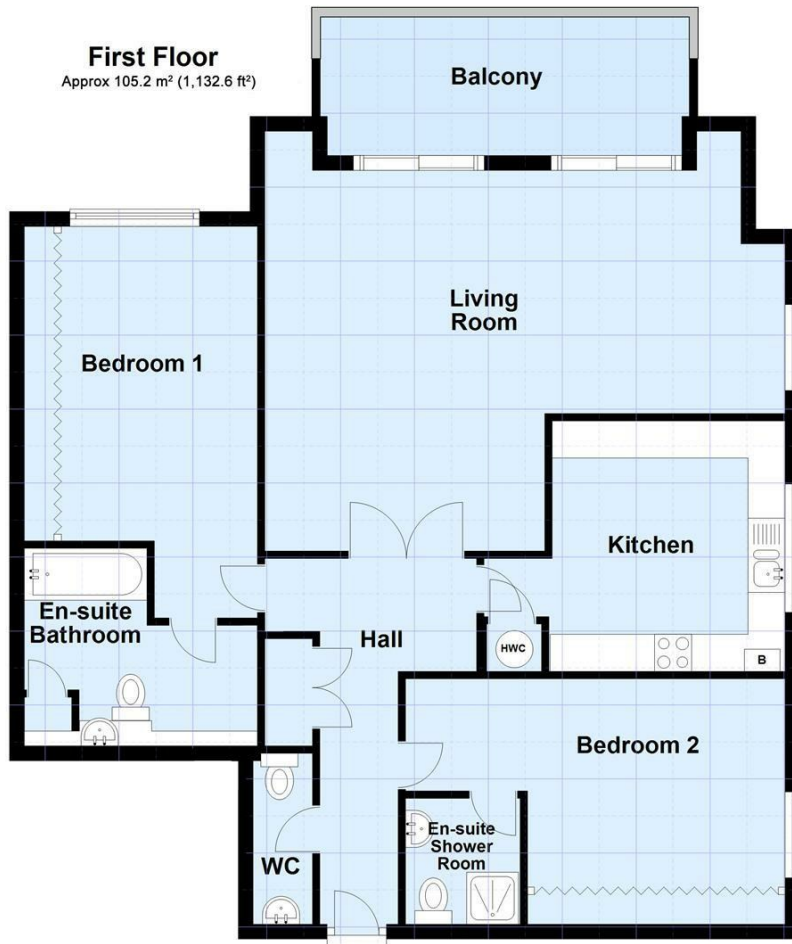 First Floor
Approx 105.2 m² (1,132.6 ft²)
Balcony
Living
Room
Bedroom 1
Kitchen
En-suite
Bathroom
Hall
HWC
B
Bedroom 2
En-suite
Shower
Room
WC